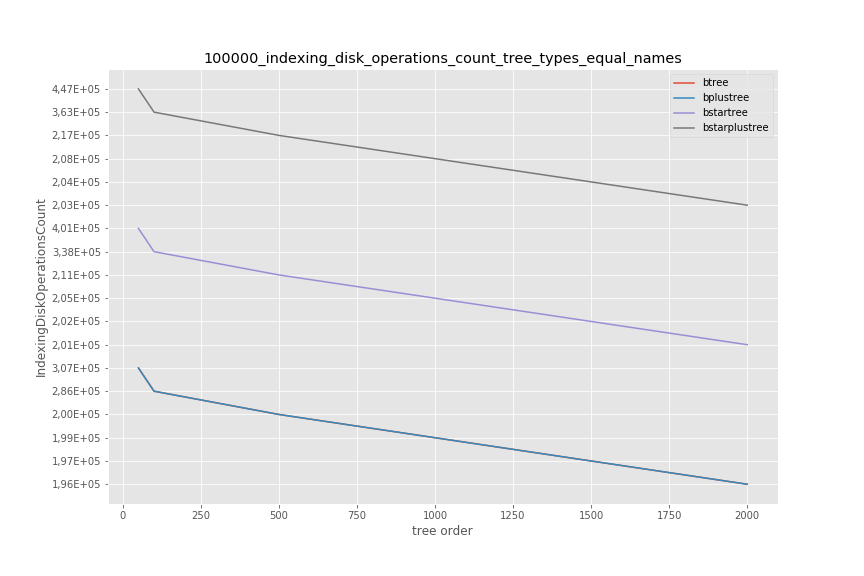 100000_indexing_disk_operations_count_tree_types_equal_names
btree
bplustree
bstartree
bstarplustree
IndexingDiskOperationsCount
4,47E+05
3,63E+05
2,17E+05
2,08E+05
2,04E+05
2,03E+05
4,01E+05
3,38E+05
2,11E+05
2,05E+05
2,02E+05
2,01E+05
3,07E+05
2,86E+05
2,00E+05
1,99E+05
1,97E+05
1,96E+05
0 250 500 750 1000 1250 1500 1750 2000
tree order